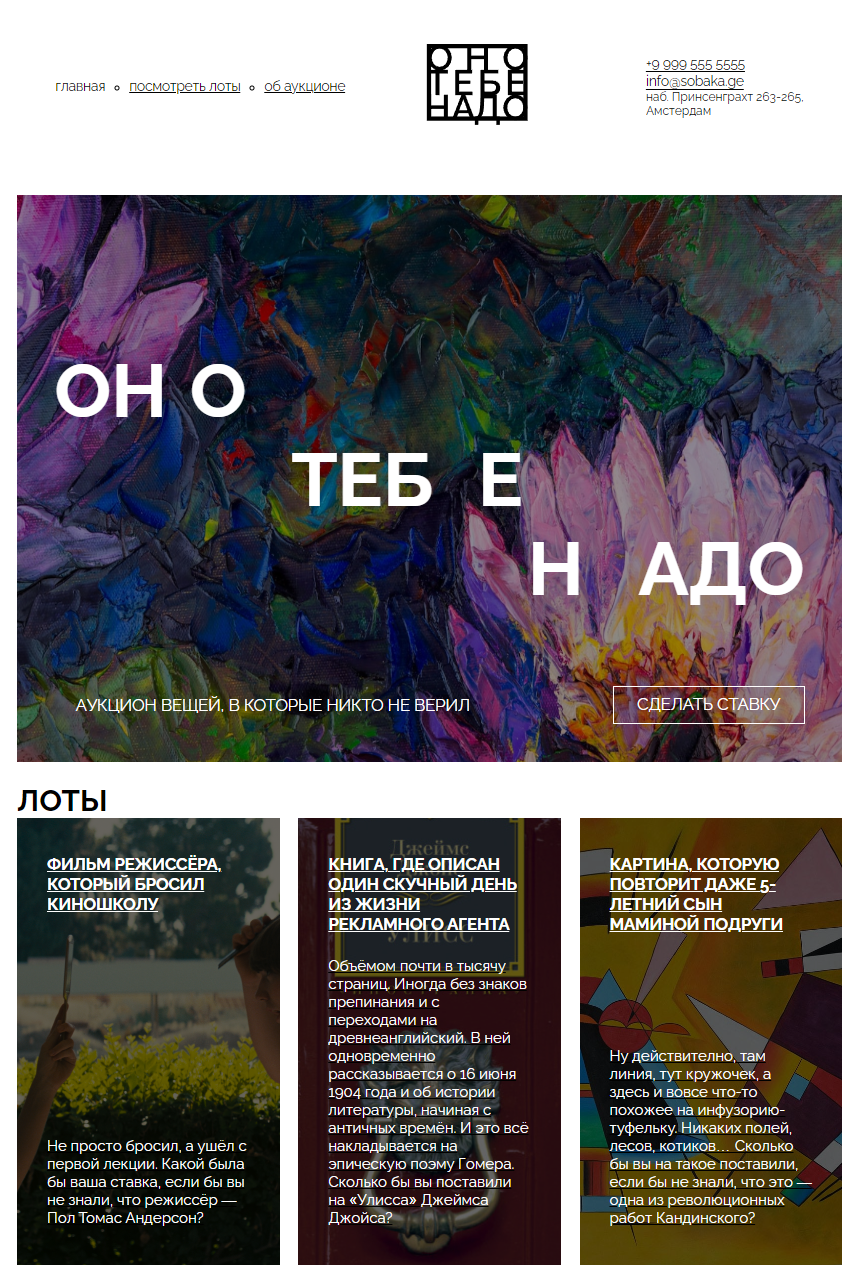 главная
посмотреть лоты
об аукционе
ОНО
ТЕБЕ
НАДО
+9 999 555 5555
info@sobaka.ge
наб. Принсенграхт 263-265,
Амстердам
ОН О
ТЕБ Е
Н АДО
АУКЦИОН ВЕЩЕЙ, В КОТОРЫЕ НИКТО НЕ ВЕРИЛ
СДЕЛАТЬ СТАВКУ
ЛОТЫ
ФИЛЬМ РЕЖИССЁРА,
КОТОРЫЙ БРОСИЛ
КИНОШКОЛУ
Не просто бросил, а ушёл с
первой лекции. Какой была
бы ваша ставка, если бы вы
не знали, что режиссёр —
Пол Томас Андерсон?
Джеймс
УЛИСС
КНИГА, ГДЕ ОПИСАН
ОДИН СКУЧНЫЙ ДЕНЬ
ИЗ ЖИЗНИ
РЕКЛАМНОГО АГЕНТА
Объёмом почти в тысячу
страниц. Иногда без знаков
препинания и с
переходами на
древнеанглийский. В ней
одновременно
рассказывается о 16 июня
1904 года и об истории
литературы, начиная с
античных времён. И это всё
накладывается на
эпическую поэму Гомера.
Сколько бы вы поставили
на «Улисса» Джеймса
Джойса?
КАРТИНА, КОТОРУЮ
ПОВТОРИТ ДАЖЕ 5-
ЛЕТНИЙ СЫН
МАМИНОЙ ПОДРУГИ
Ну действительно, там
линия, тут кружочек, а
здесь и вовсе что-то
похожее на инфузорию-
туфельку. Никаких полей,
лесов, котиков… Сколько
бы вы на такое поставили,
если бы не знали, что это —
одна из революционных
работ Кандинского?